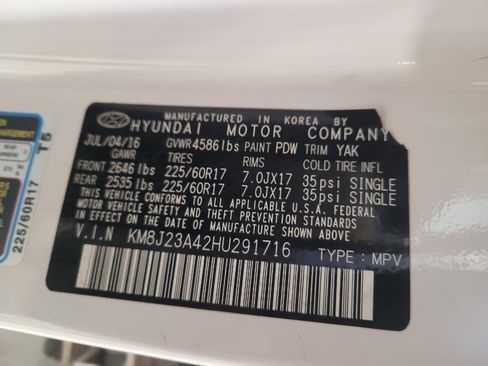 MANUFACTURED IN KOREA BY
HYUNDAI MOTOR COMPANY
JUL/04/16 GVWR 4586 lbs PAINT PDW TRIM YAK
GAWR TIRES RIMS COLD TIRE INFL
FRONT 2646 lbs 225/60R17 7.0JX17 35psi SINGLE
REAR 2535 lbs 225/60R17 7.0JX17 35psi SINGLE
THIS VEHICLE CONFORMS TO ALL APPLICABLE U.S.A. FEDERAL
MOTOR VEHICLE SAFETY BUMPER, AND THEFT PREVENTION STANDARDS
IN EFFECT ON THE DATE OF MANUFACTURE SHOWN ABOVE.
V.I.N KM8J23A42HU291716
TYPE : MPV
225/60R17 T5